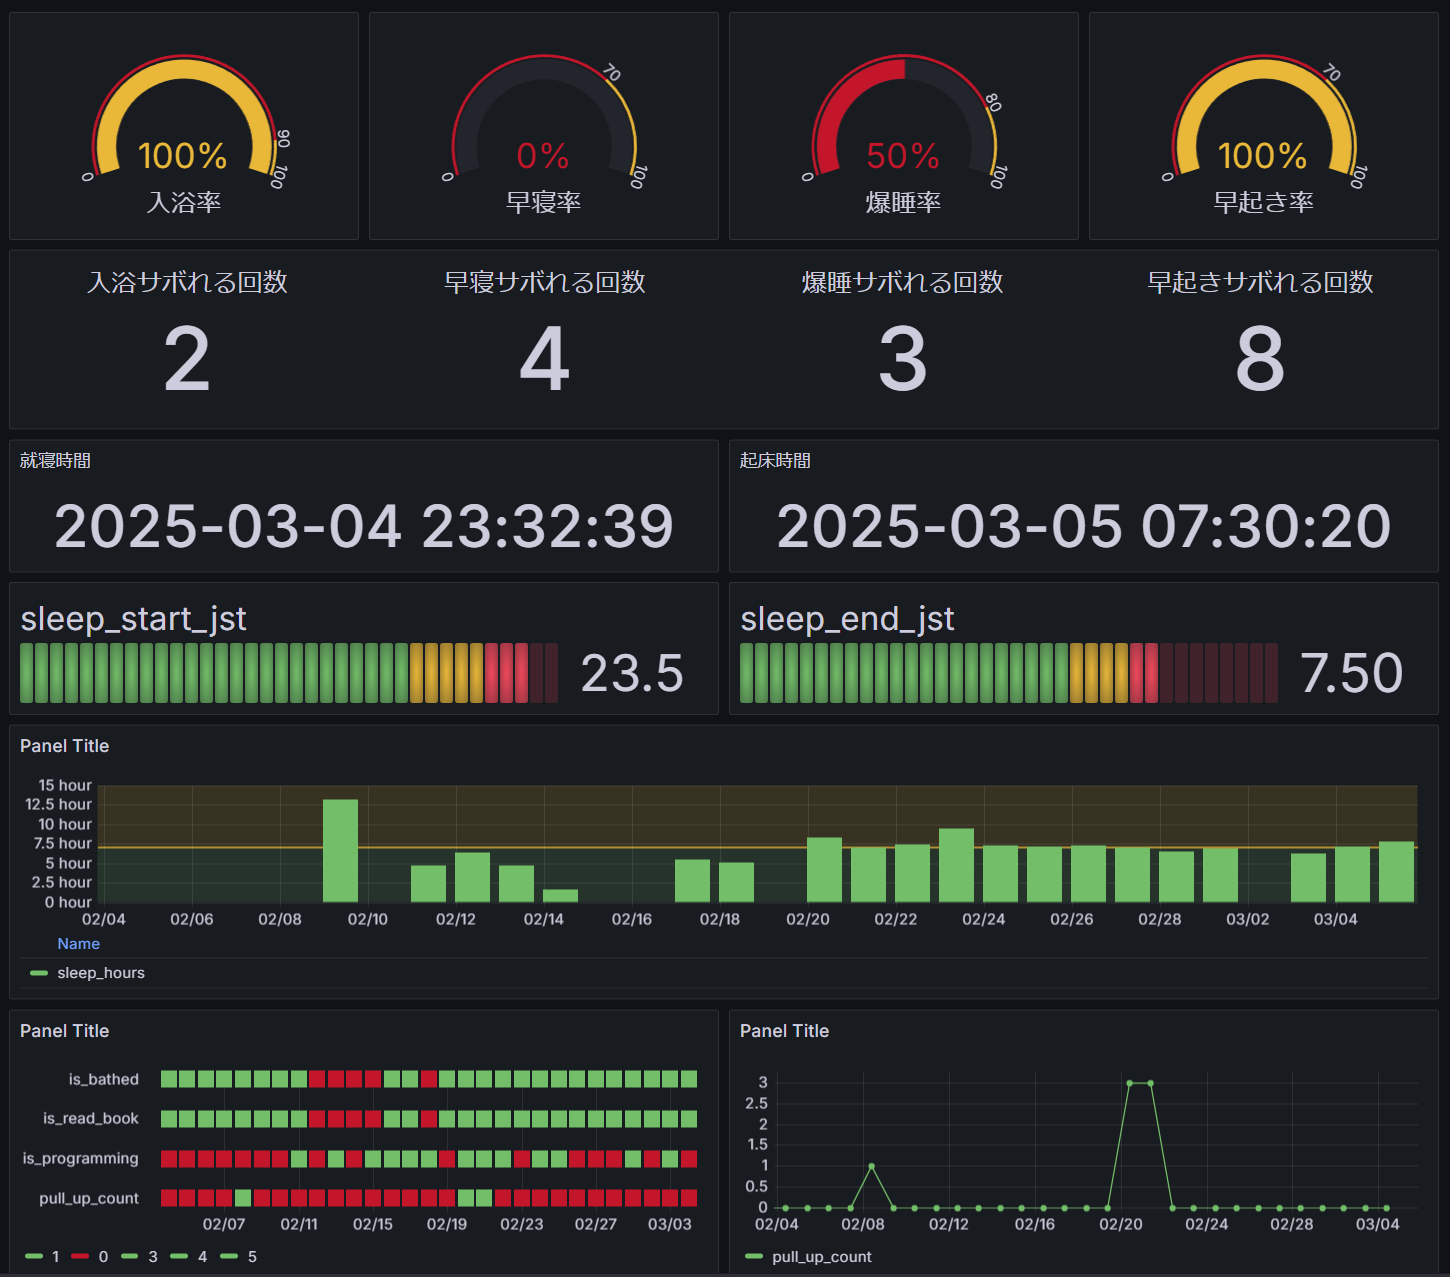 0 90 100 100% 入浴率
0 70 100 0% 早寝率
0 80 100 50% 爆睡率
0 70 100 100% 早起き率
入浴サボれる回数 早寝サボれる回数 爆睡サボれる回数 早起きサボれる回数
2 4 3 8
就寝時間
2025-03-04 23:32:39
起床時間
2025-03-05 07:30:20
sleep_start_jst
23.5
sleep_end_jst
7.50
Panel Title
15 hour
12.5 hour
10 hour
7.5 hour
5 hour
2.5 hour
0 hour
02/04 02/06 02/08 02/10 02/12 02/14 02/16 02/18 02/20 02/22 02/24 02/26 02/28 03/02 03/04
Name
sleep_hours
Panel Title
is_bathed
is_read_book
is_programming
pull_up_count
02/07 02/11 02/15 02/19 02/23 02/27 03/03
1 0 3 4 5
Panel Title
3
2.5
2
1.5
1
0.5
0
02/04 02/08 02/12 02/16 02/20 02/24 02/28 03/04
pull_up_count